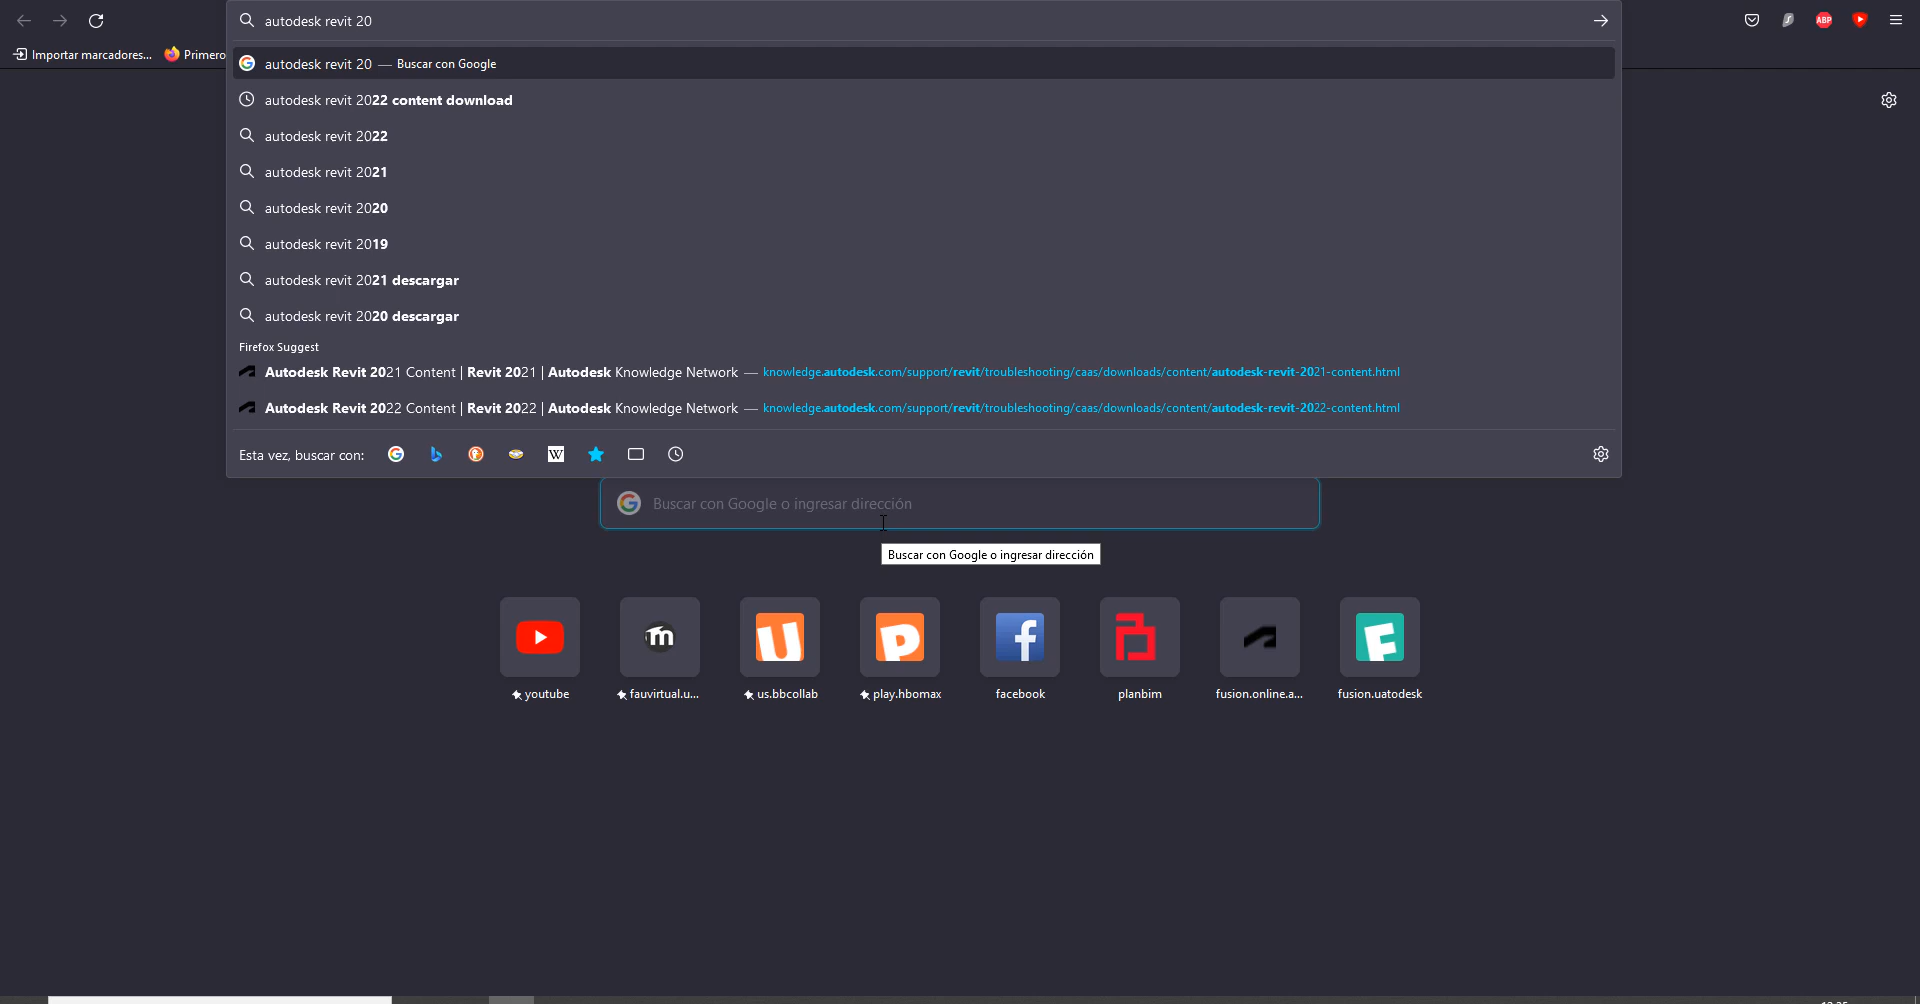 autodesk revit 20
Importar marcadores... Primero
autodesk revit 20 — Buscar con Google
autodesk revit 2022 content download
autodesk revit 2022
autodesk revit 2021
autodesk revit 2020
autodesk revit 2019
autodesk revit 2021 descargar
autodesk revit 2020 descargar
Firefox Suggest
Autodesk Revit 2021 Content | Revit 2021 | Autodesk Knowledge Network — knowledge.autodesk.com/support/revit/troubleshooting/caas/downloads/content/autodesk-revit-2021-content.html
Autodesk Revit 2022 Content | Revit 2022 | Autodesk Knowledge Network — knowledge.autodesk.com/support/revit/troubleshooting/caas/downloads/content/autodesk-revit-2022-content.html
Esta vez, buscar con:
Buscar con Google o ingresar dirección
Buscar con Google o ingresar dirección
youtube fauvirtual.u... us.bbcollab play.hbomax facebook planbim fusion.online.a... fusion.uatodesk